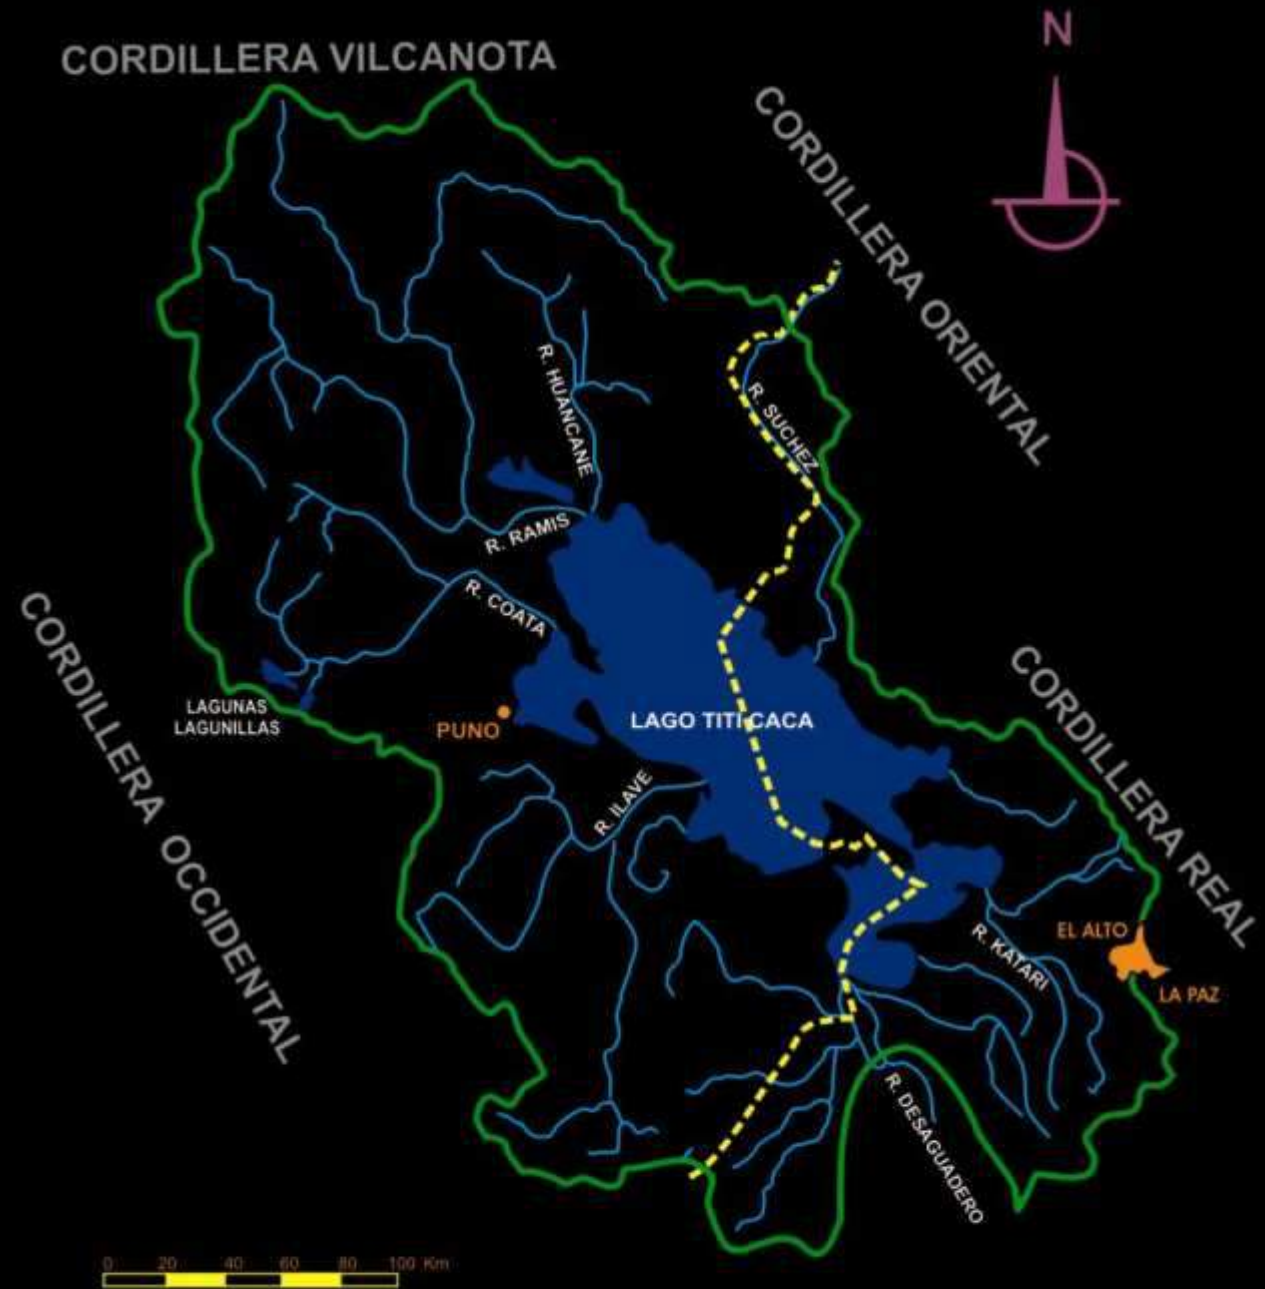 N
CORDILLERA VILCANOTA
CORDILLERA ORIENTAL
R. HUANCANE
R. SUCHEZ
R. RAMIS
R. COATA
CORDILLERA OCCIDENTAL
CORDILLERA REAL
LAGUNAS
LAGUNILLAS
PUNO
LAGO TITICACA
R. ILAVE
R. KATARI
EL ALTO
LA PAZ
R. DESAGUADERO
0 20 40 60 80 100 Km